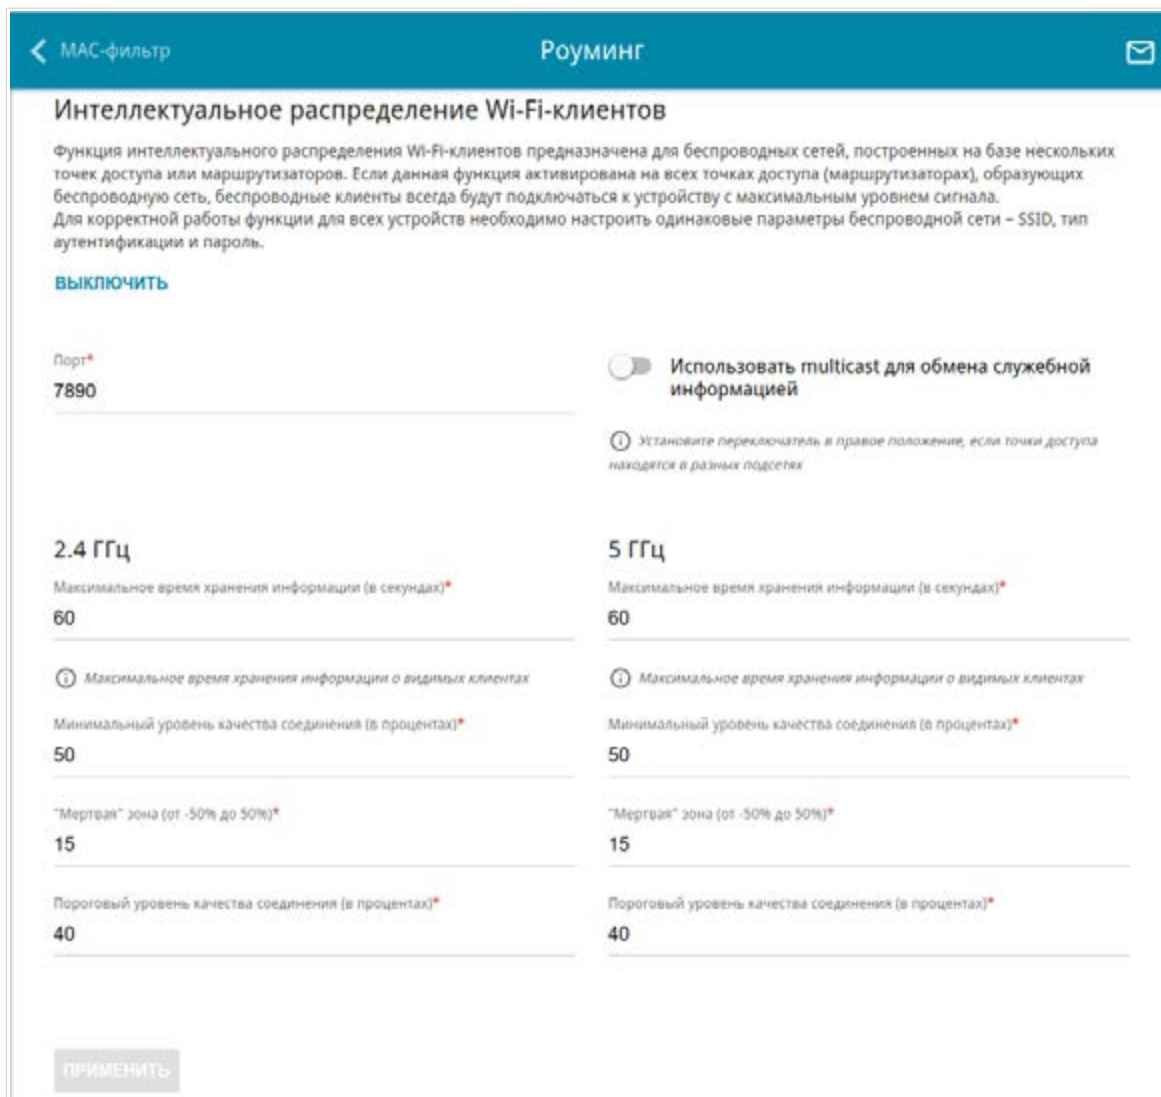 МАС-фильтр
Роуминг
Интеллектуальное распределение Wi-Fi-клиентов
Функция интеллектуального распределения Wi-Fi-клиентов предназначена для беспроводных сетей, построенных на базе нескольких
точек доступа или маршрутизаторов. Если данная функция активирована на всех точках доступа (маршрутизаторах), образующих
беспроводную сеть, беспроводные клиенты всегда будут подключаться к устройству с максимальным уровнем сигнала.
Для корректной работы функции для всех устройств необходимо настроить одинаковые параметры беспроводной сети – SSID, тип
аутентификации и пароль.
ВЫКЛЮЧИТЬ
Порт*
7890
Использовать multicast для обмена служебной
информацией
Установите переключатель в правое положение, если точки доступа
находятся в разных подсетях
2.4 ГГц
Максимальное время хранения информации (в секундах)*
60
Максимальное время хранения информации о видимых клиентах
Минимальный уровень качества соединения (в процентах)*
50
"Мертвая" зона (от -50% до 50%)*
15
Пороговый уровень качества соединения (в процентах)*
40
5 ГГц
Максимальное время хранения информации (в секундах)*
60
Максимальное время хранения информации о видимых клиентах
Минимальный уровень качества соединения (в процентах)*
50
"Мертвая" зона (от -50% до 50%)*
15
Пороговый уровень качества соединения (в процентах)*
40
ПРИМЕНИТЬ